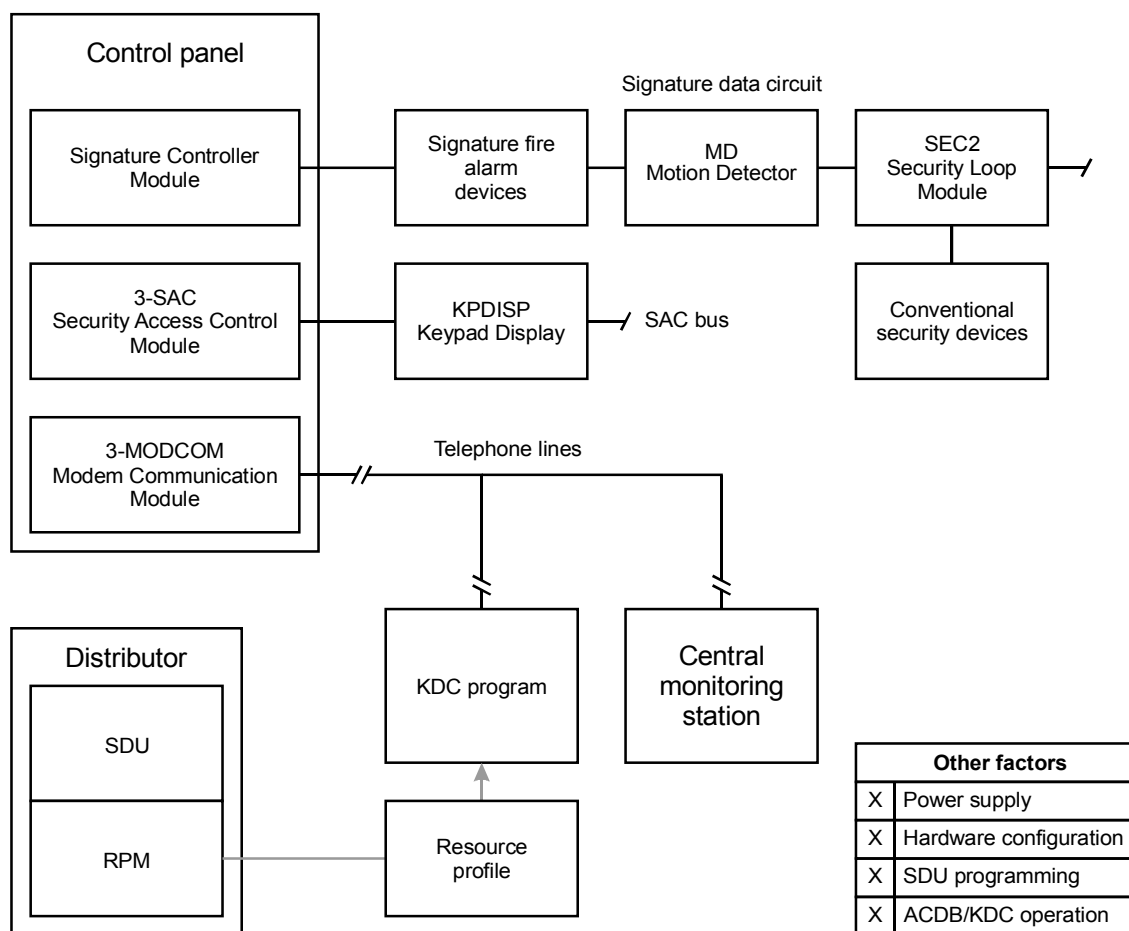 Control panel
Signature data circuit
Signature Controller
Module
Signature fire
alarm
devices
MD
Motion Detector
SEC2
Security Loop
Module
3-SAC
Security Access Control
Module
KPDISP
Keypad Display
SAC bus
Conventional
security devices
3-MODCOM
Modem Communication
Module
Telephone lines
Distributor
SDU
RPM
KDC program
Central
monitoring
station
Resource
profile
Other factors
X Power supply
X Hardware configuration
X SDU programming
X ACDB/KDC operation